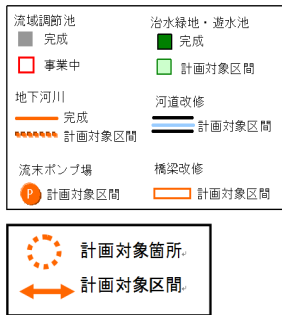 流域調節池
完成
事業中
治水緑地・遊水池
完成
計画対象区間
地下河川
完成
計画対象区間
河道改修
計画対象区間
流末ポンプ場
P 計画対象区間
橋梁改修
計画対象区間
計画対象箇所
計画対象区間